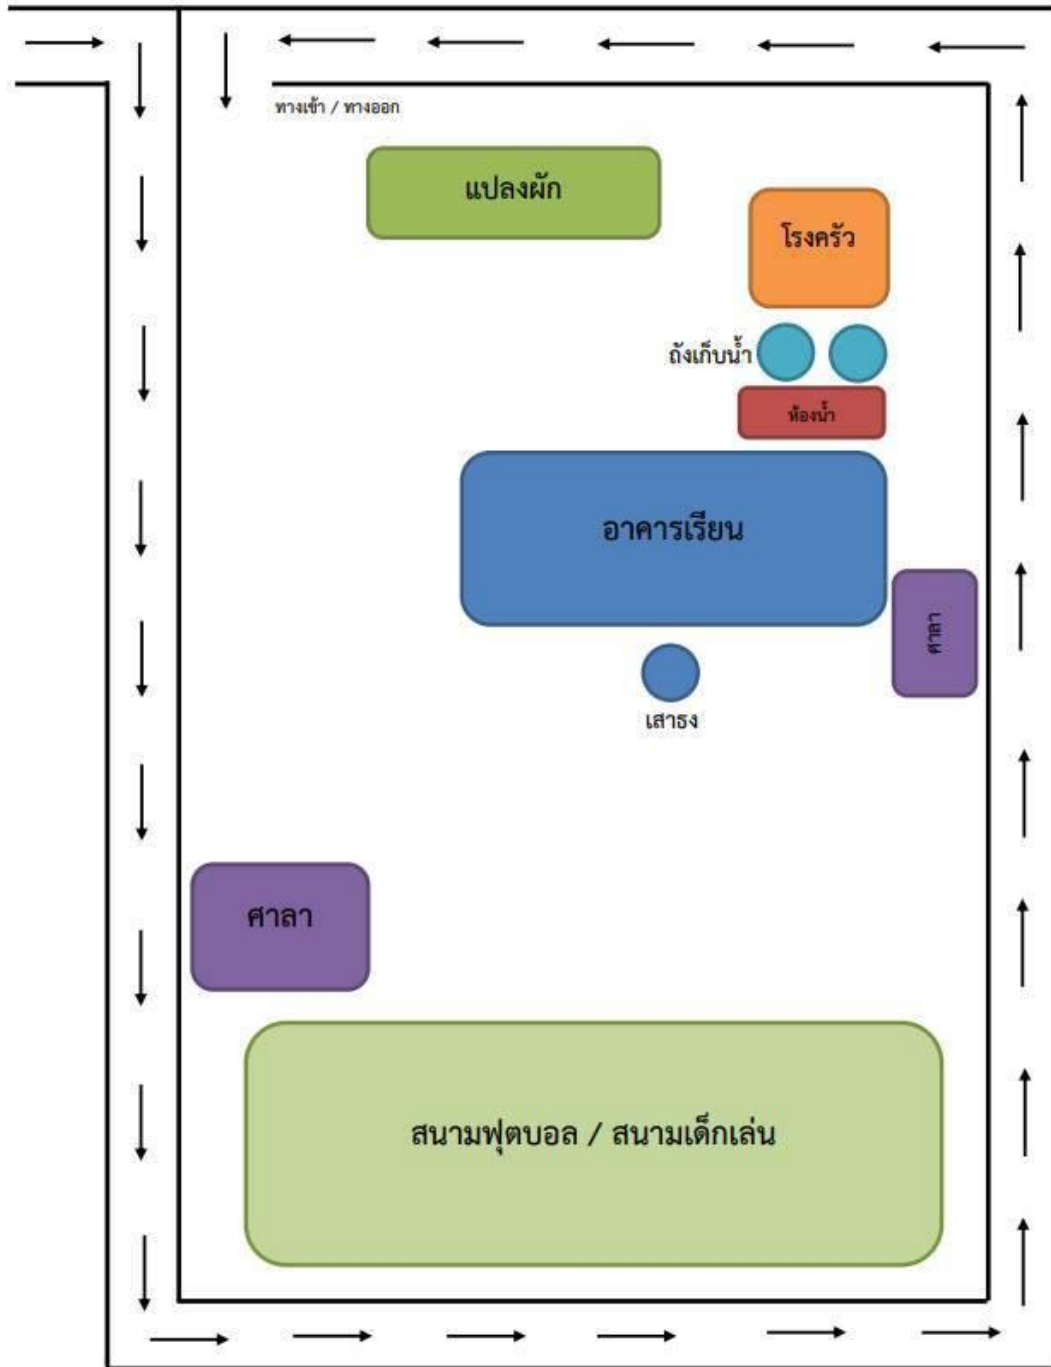 ทางเข้า / ทางออก
แปลงผัก
โรงครัว
ถังเก็บน้ำ
ห้องน้ำ
อาคารเรียน
ศาลา
เสาธง
ศาลา
สนามฟุตบอล / สนามเด็กเล่น